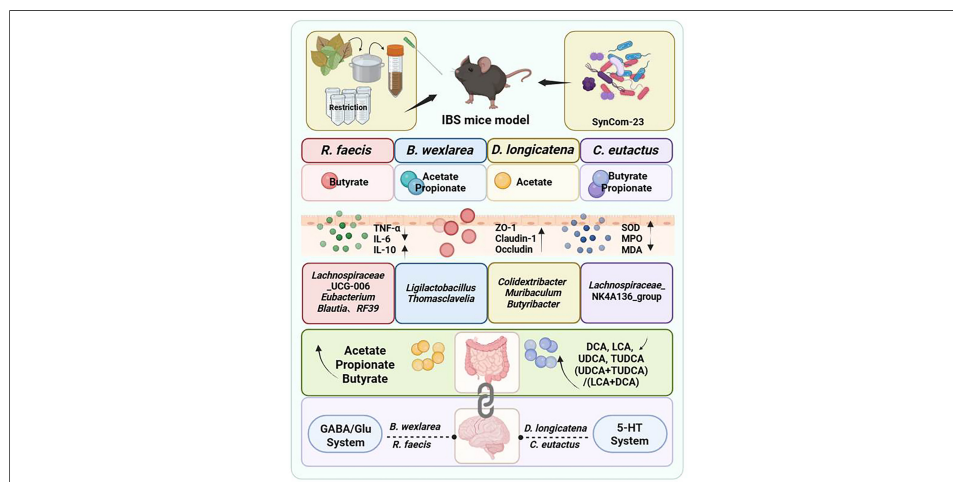 Restriction
IBS mice model
SynCom-23
R. faecis
B. wexlarea
D. longicatena
C. eutactus
Butyrate
Acetate
Propionate
Acetate
Butyrate
Propionate
TNF-α
IL-6
IL-10
ZO-1
Claudin-1
Occludin
SOD
MPO
MDA
Lachnospiraceae
_UCG-006
Eubacterium
Blautia、RF39
Ligilactobacillus
Thomasclavelia
Colidextribacter
Muribaculum
Butyribacter
Lachnospiraceae_
NK4A136_group
Acetate
Propionate
Butyrate
DCA, LCA,
UDCA, TUDCA
(UDCA+TUDCA)
/(LCA+DCA)
GABA/Glu
System
B. wexlarea
R. faecis
D. longicatena
C. eutactus
5-HT
System